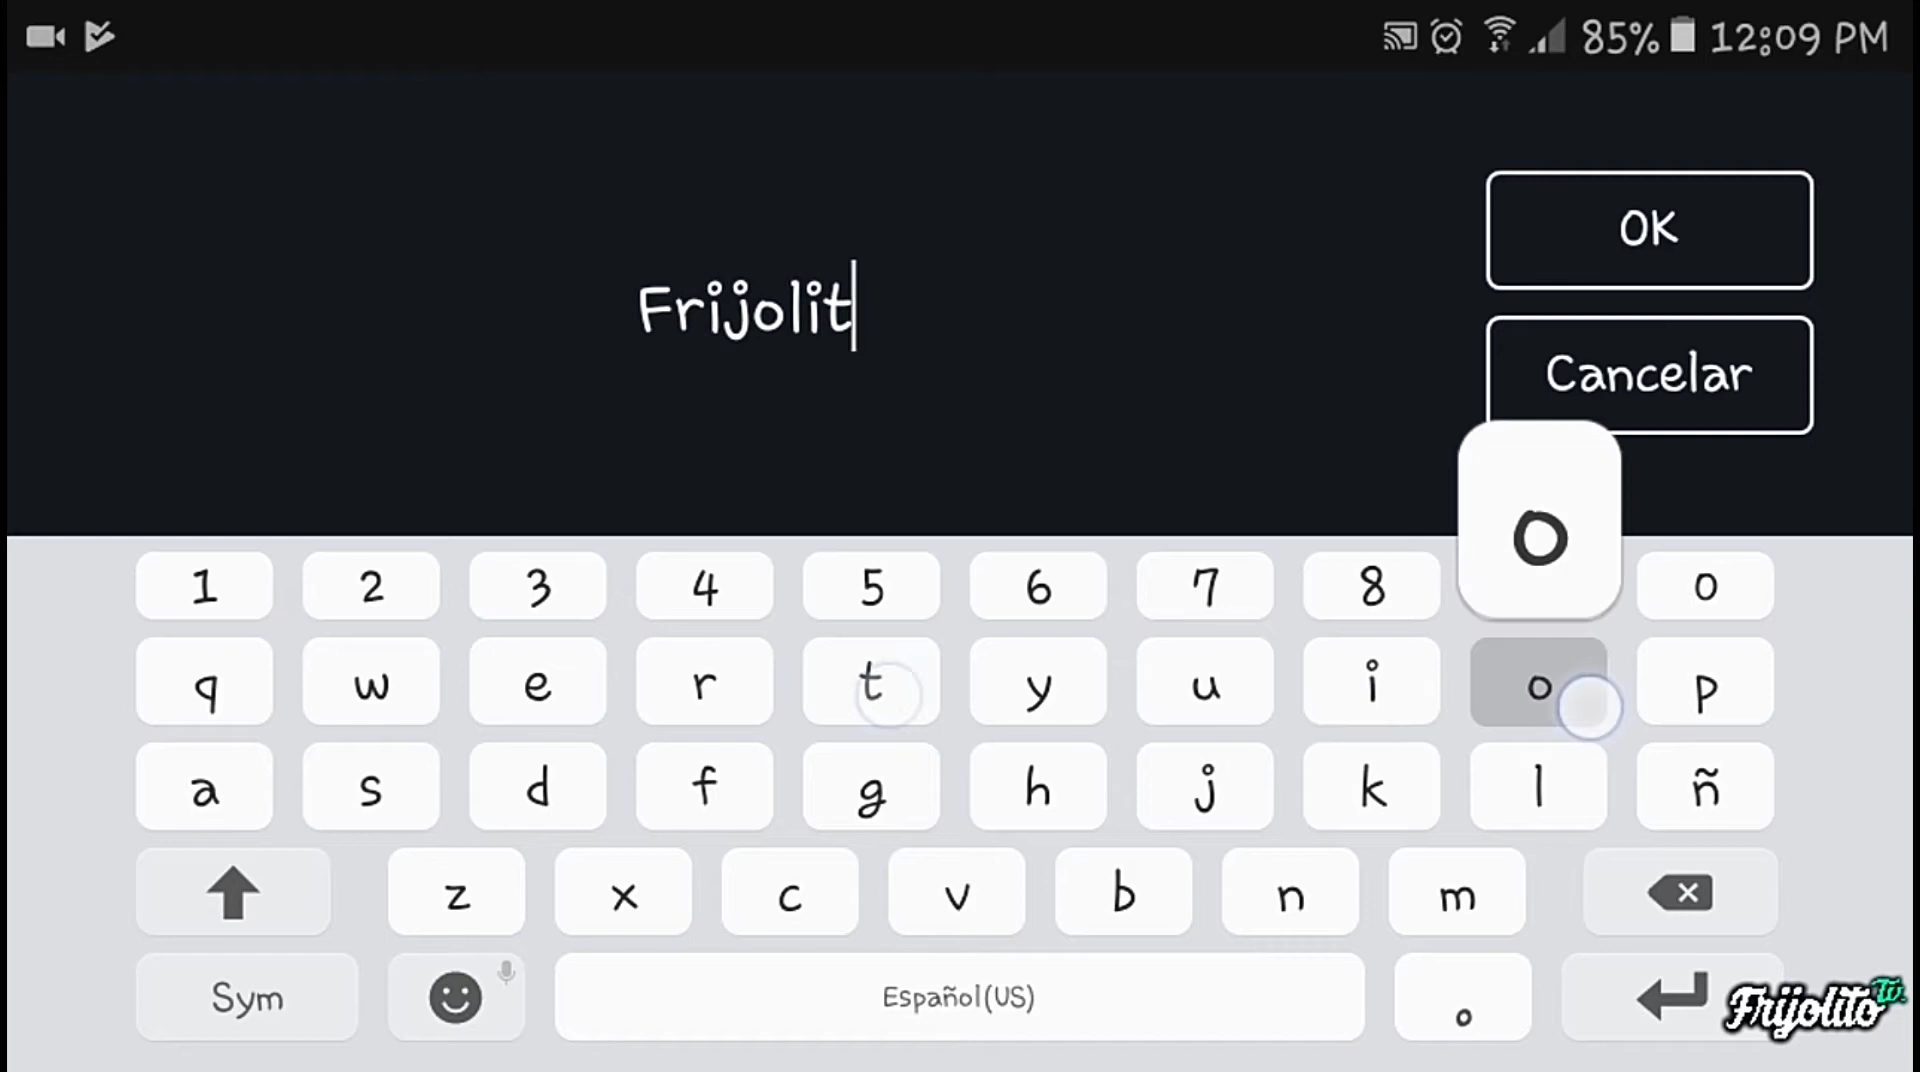 85% 12:09 PM
OK
Frijolit
Cancelar
o
1 2 3 4 5 6 7 8 0
q w e r t y u i o p
a s d f g h j k l ñ
z x c v b n m
Sym Español(US) .
Frijolito Tv